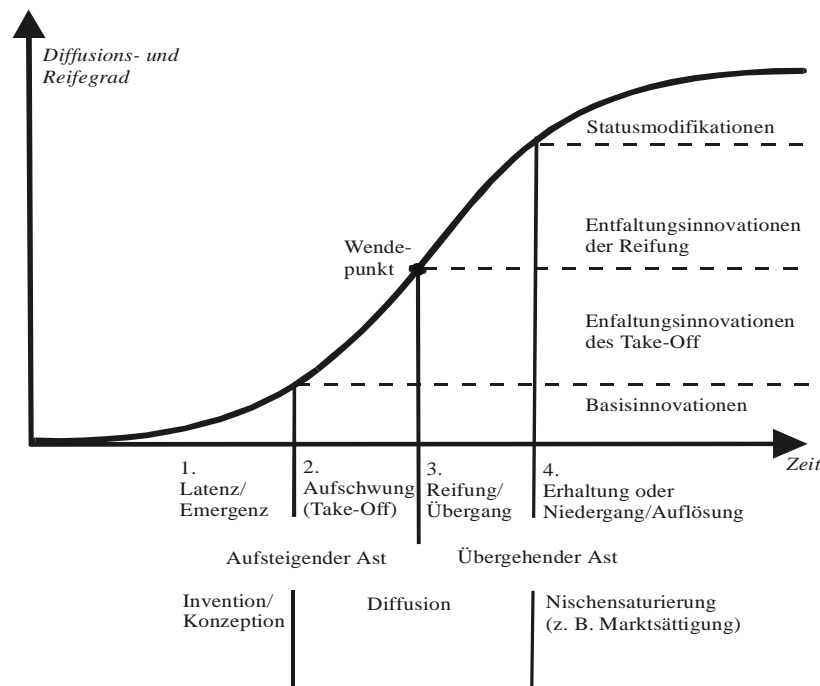 Diffusions- und
Reifegrad
Statusmodifikationen
Entfaltungsinnovationen
der Reifung
Wende-
punkt
Enfaltungsinnovationen
des Take-Off
Basisinnovationen
Zeit
1.
Latenz/
Emergenz
2.
Aufschwung
(Take-Off)
3.
Reifung/
Übergang
4.
Erhaltung oder
Niedergang/Auflösung
Aufsteigender Ast
Übergehender Ast
Invention/
Konzeption
Diffusion
Nischensaturierung
(z. B. Marktsättigung)